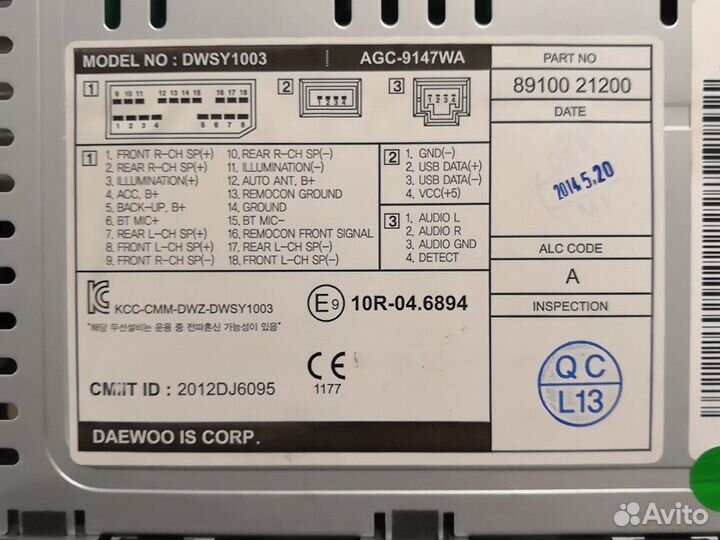 MODEL NO : DWSY1003 AGC-9147WA
PART NO
89100 21200
DATE
2014.5.20
ALC CODE
A
INSPECTION
QC
L13
1
9 10 11 12 13 14 15 16 17 18
1 2 3 4 5 6 7 8
2
1 2 3 4
3
1 2 3 4
1
1. FRONT R-CH SP(+)
2. REAR R-CH SP(+)
3. ILLUMINATION(+)
4. ACC. B+
5. BACK-UP. B+
6. BT MIC+
7. REAR L-CH SP(+)
8. FRONT L-CH SP(+)
9. FRONT R-CH SP(-)
10. REAR R-CH SP(-)
11. ILLUMINATION(-)
12. AUTO ANT. B+
13. REMOCON GROUND
14. GROUND
15. BT MIC-
16. REMOCON FRONT SIGNAL
17. REAR L-CH SP(-)
18. FRONT L-CH SP(-)
2
1. GND(-)
2. USB DATA(+)
3. USB DATA(-)
4. VCC(+5)
3
1. AUDIO L
2. AUDIO R
3. AUDIO GND
4. DETECT
KCC-CMM-DWZ-DWSY1003
"해당 무선설비는 운용 중 전파혼신 가능성이 있음"
E9 10R-04.6894
CE
1177
CMIIT ID : 2012DJ6095
DAEWOO IS CORP.
Avito